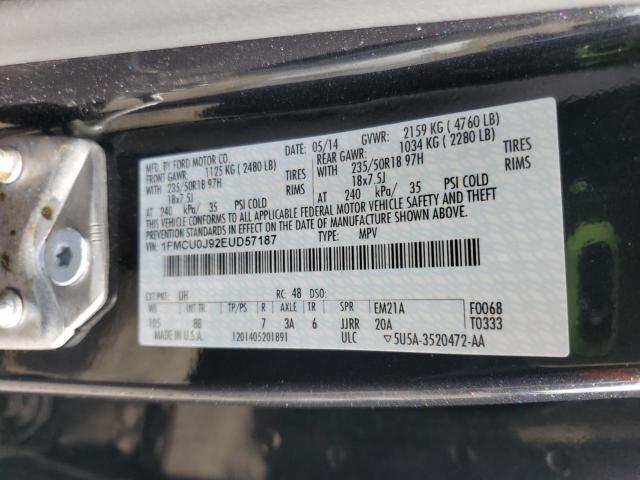 MFD. BY FORD MOTOR CO. DATE: 05/14 GVWR: 2159 KG ( 4760 LB)
FRONT GAWR: 1125 KG ( 2480 LB) REAR GAWR: 1034 KG ( 2280 LB)
235/50R18 97H TIRES 235/50R18 97H TIRES
18x7.5J RIMS 18x7.5J RIMS
AT 240 kPa/ 35 PSI COLD AT 240 kPa/ 35 PSI COLD
THIS VEHICLE CONFORMS TO ALL APPLICABLE FEDERAL MOTOR VEHICLE SAFETY AND THEFT
PREVENTION STANDARDS IN EFFECT ON THE DATE OF MANUFACTURE SHOWN ABOVE.
VIN: 1FMCU0J92EUD57187 TYPE: MPV
EXT PNT: UH RC: 48 DSO:
WB INT TR TP/PS R AXLE TR SPR EM21A F0068
105 88 7 3A 6 JJRR 20A T0333
MADE IN U.S.A. 1201405201891 ULC ▽5U5A-3520472-AA